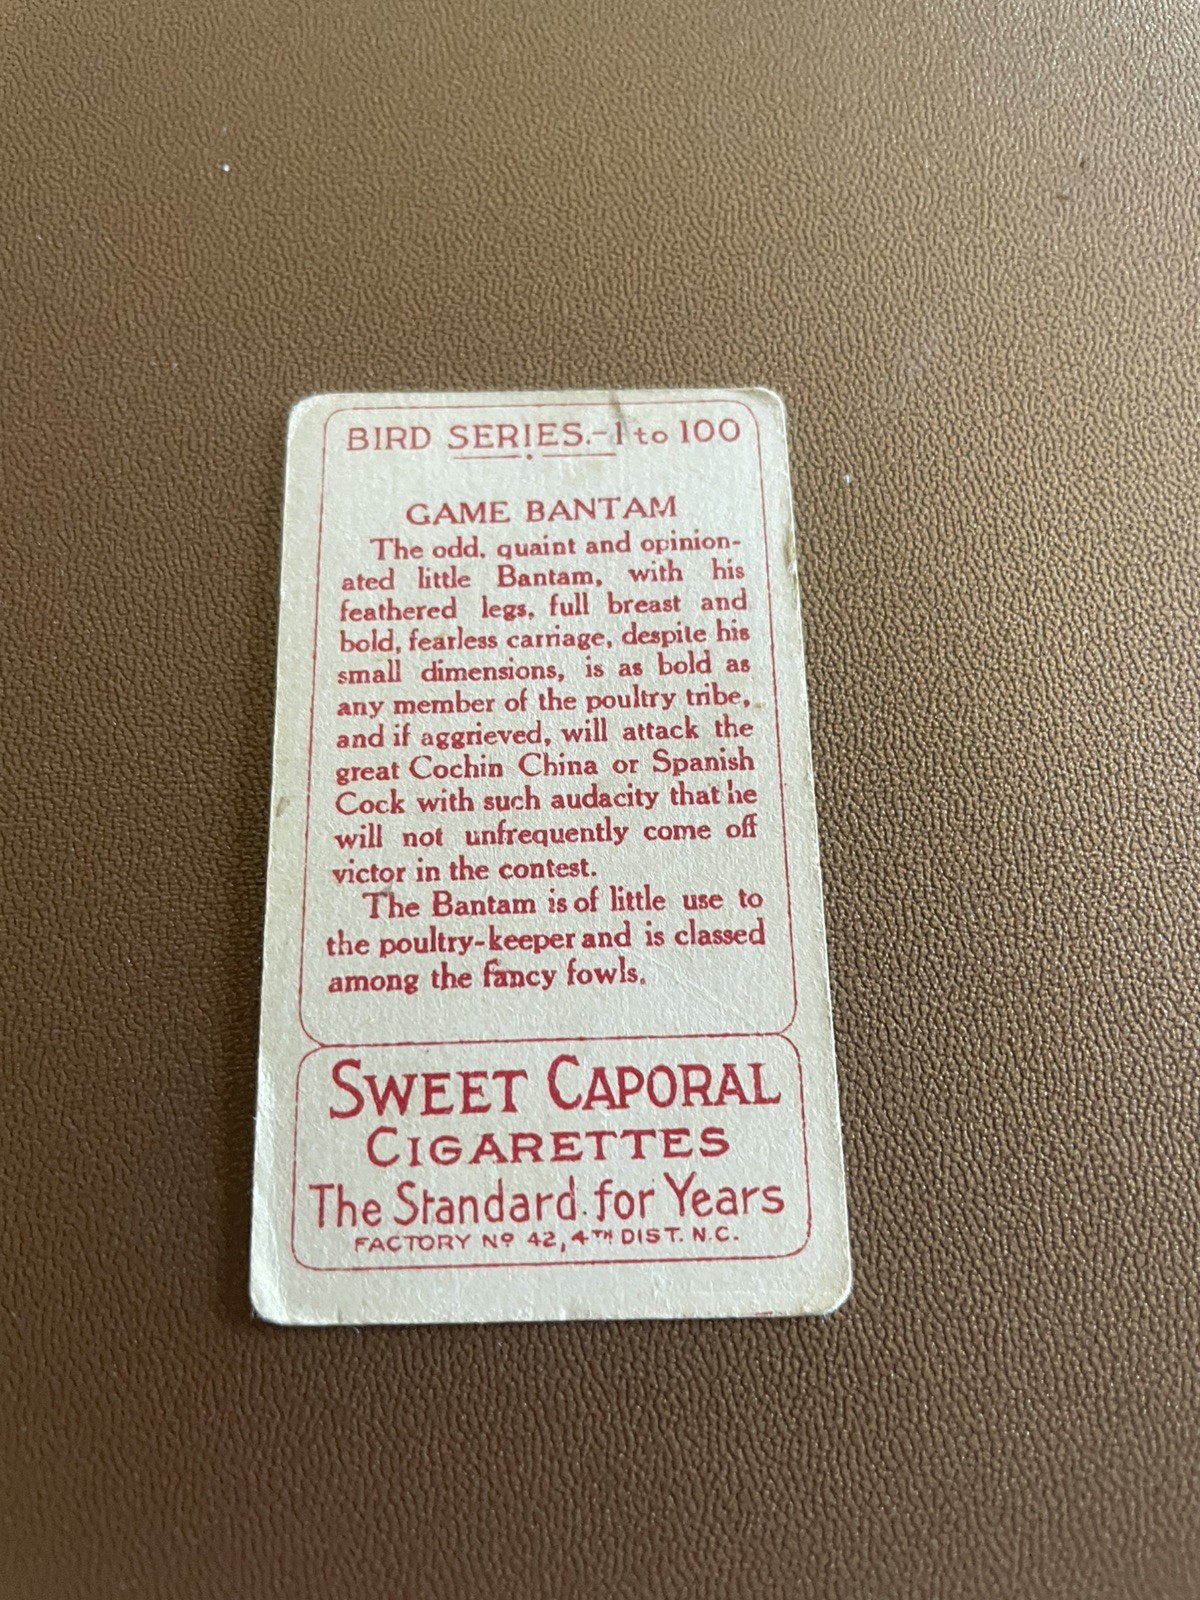 BIRD SERIES.-1 to 100
GAME BANTAM
The odd, quaint and opinion-
ated little Bantam, with his
feathered legs, full breast and
bold, fearless carriage, despite his
small dimensions, is as bold as
any member of the poultry tribe,
and if aggrieved, will attack the
great Cochin China or Spanish
Cock with such audacity that he
will not unfrequently come off
victor in the contest.
The Bantam is of little use to
the poultry-keeper and is classed
among the fancy fowls.
SWEET CAPORAL
CIGARETTES
The Standard for Years
FACTORY Nº 42, 4TH DIST. N.C.